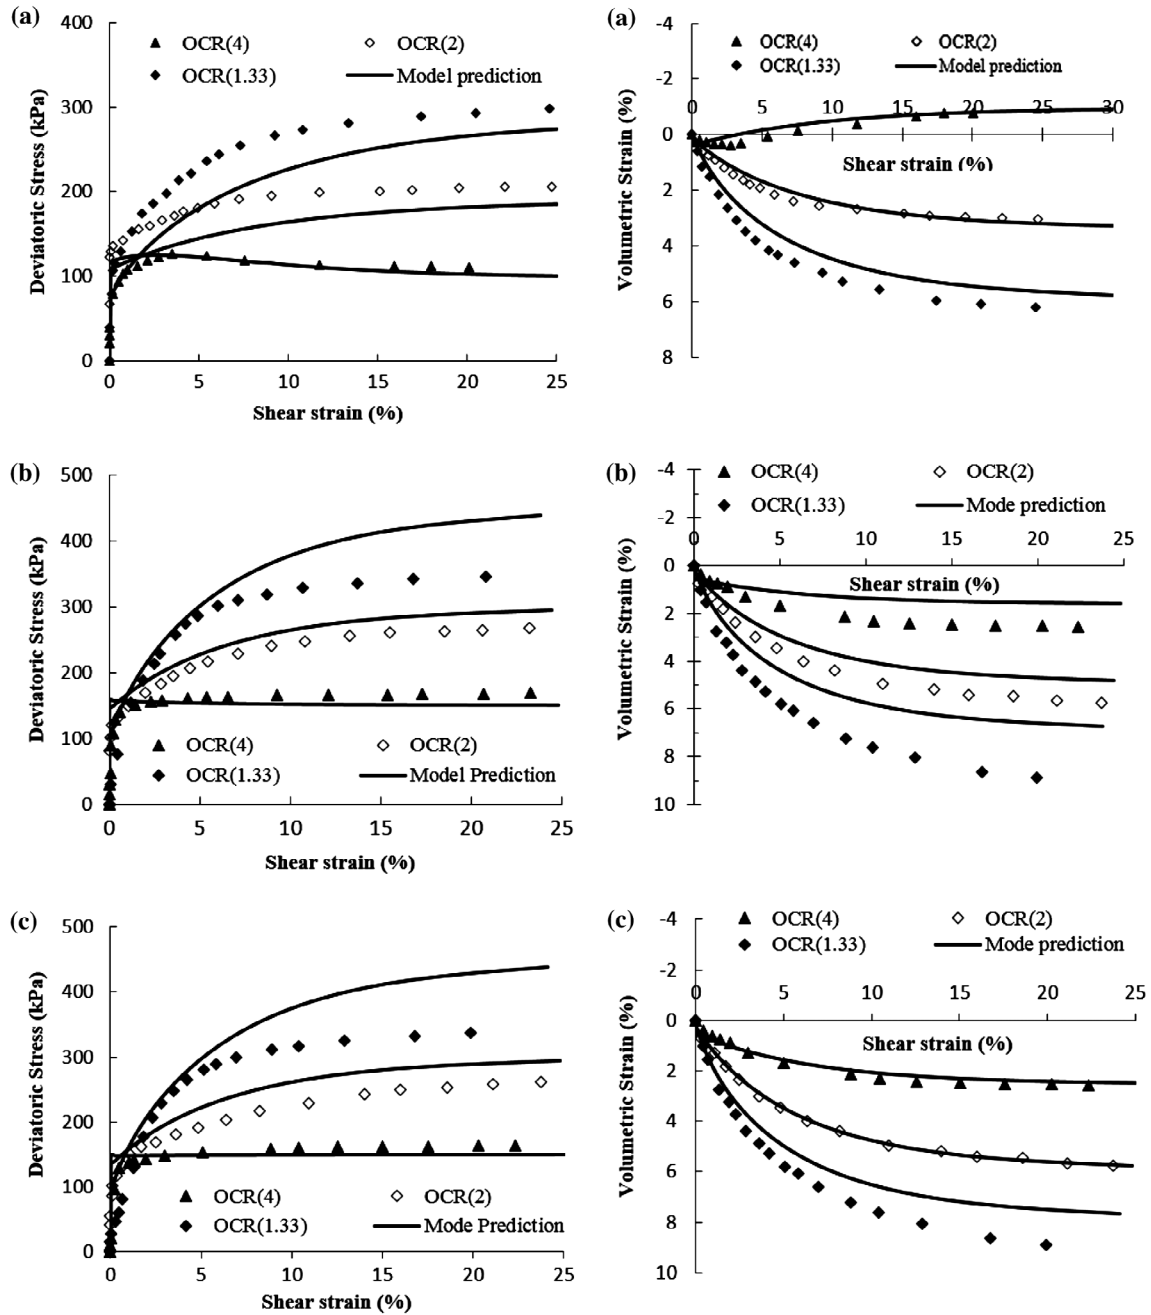 (a)
400
OCR(4) OCR(2)
OCR(1.33) Model prediction
300
200
100
0
0 5 10 15 20 25
Deviatoric Stress (kPa)
Shear strain (%)
(a)
-4
OCR(4) OCR(2)
OCR(1.33) Model prediction
-2
0 5 10 15 20 25 30
0
Shear strain (%)
2
4
6
8
Volumetric Strain (%)
(b)
500
400
300
200
100
0
OCR(4) OCR(2)
OCR(1.33) Model Prediction
0 5 10 15 20 25
Deviatoric Stress (kPa)
Shear strain (%)
(b)
-4
OCR(4) OCR(2)
OCR(1.33) Mode prediction
-2
0 5 10 15 20 25
0
Shear strain (%)
2
4
6
8
10
Volumetric Strain (%)
(c)
500
400
300
200
100
0
OCR(4) OCR(2)
OCR(1.33) Mode Prediction
0 5 10 15 20 25
Deviatoric Stress (kPa)
Shear strain (%)
(c)
-4
OCR(4) OCR(2)
OCR(1.33) Mode prediction
-2
0 5 10 15 20 25
0
Shear strain (%)
2
4
6
8
10
Volumetric Strain (%)